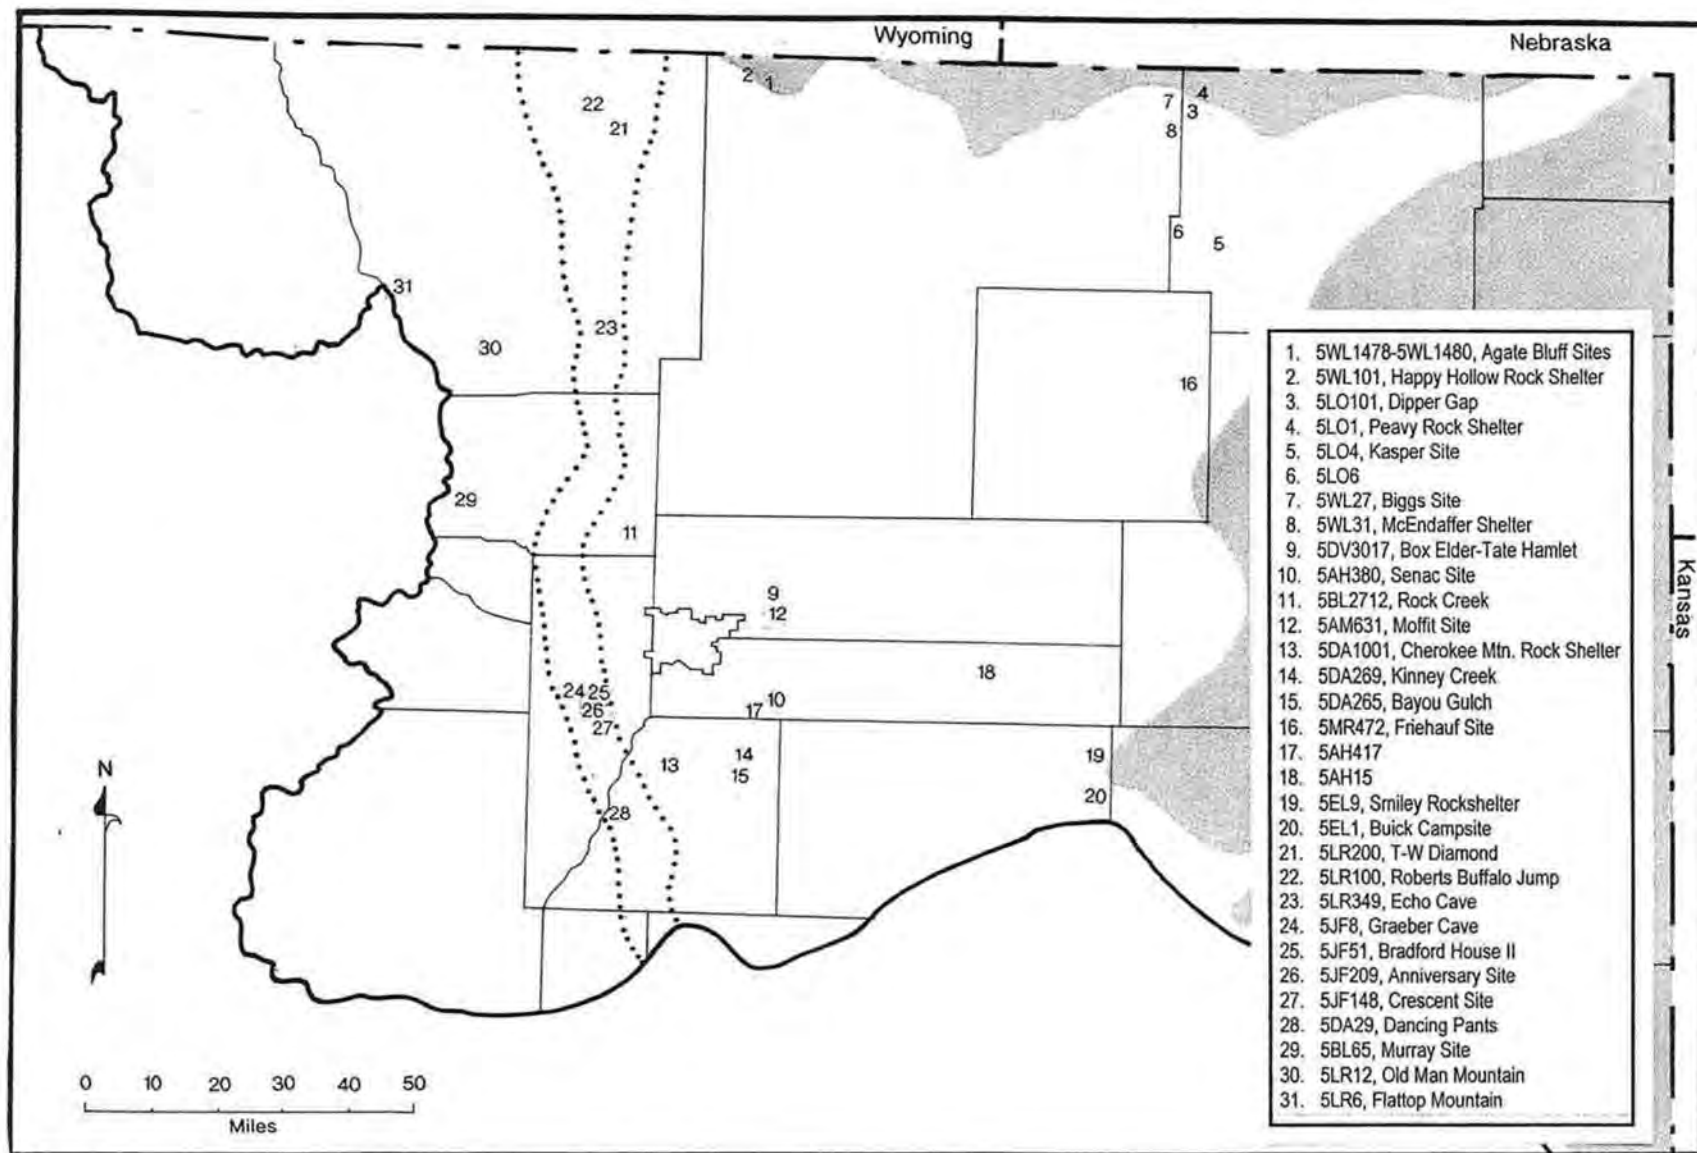 Wyoming
Nebraska
2
1
22
21
7
4
3
8
6
5
31
23
30
16
29
11
9
12
18
24
25
26
17
10
27
13
14
15
19
20
28
Kansas
N
0 10 20 30 40 50
Miles
1. 5WL1478-5WL1480, Agate Bluff Sites
2. 5WL101, Happy Hollow Rock Shelter
3. 5LO101, Dipper Gap
4. 5LO1, Peavy Rock Shelter
5. 5LO4, Kasper Site
6. 5LO6
7. 5WL27, Biggs Site
8. 5WL31, McEndaffer Shelter
9. 5DV3017, Box Elder-Tate Hamlet
10. 5AH380, Senac Site
11. 5BL2712, Rock Creek
12. 5AM631, Moffit Site
13. 5DA1001, Cherokee Mtn. Rock Shelter
14. 5DA269, Kinney Creek
15. 5DA265, Bayou Gulch
16. 5MR472, Friehauf Site
17. 5AH417
18. 5AH15
19. 5EL9, Smiley Rockshelter
20. 5EL1, Buick Campsite
21. 5LR200, T-W Diamond
22. 5LR100, Roberts Buffalo Jump
23. 5LR349, Echo Cave
24. 5JF8, Graeber Cave
25. 5JF51, Bradford House II
26. 5JF209, Anniversary Site
27. 5JF148, Crescent Site
28. 5DA29, Dancing Pants
29. 5BL65, Murray Site
30. 5LR12, Old Man Mountain
31. 5LR6, Flattop Mountain